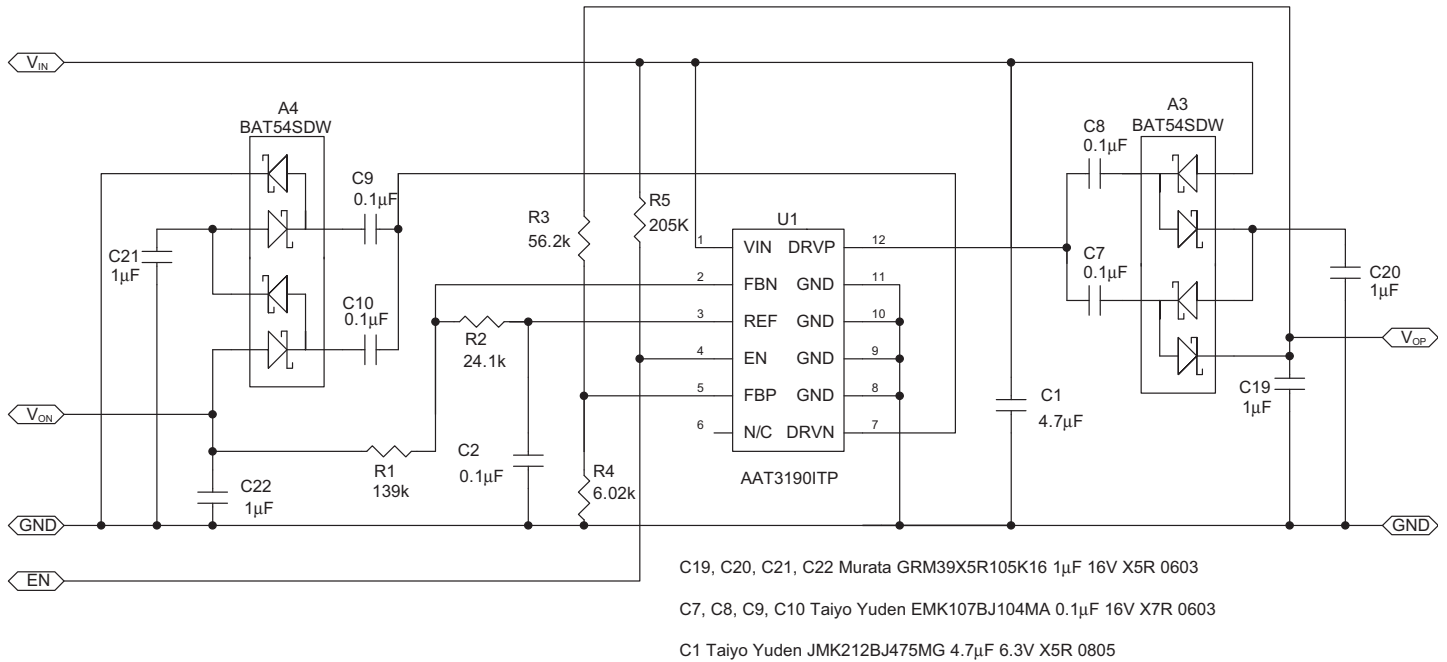 VIN
A4
BAT54SDW
A3
BAT54SDW
C8
0.1µF
C9
0.1µF
R5
205K
R3
56.2k
U1
C21
1µF
1
VIN
DRVP
12
C7
0.1µF
C20
1µF
2
FBN
GND
11
C10
0.1µF
3
REF
GND
10
R2
24.1k
4
EN
GND
9
VOP
5
FBP
GND
8
C19
1µF
C1
4.7µF
VON
6
N/C
DRVN
7
R1
139k
C2
0.1µF
R4
6.02k
AAT3190ITP
C22
1µF
GND
GND
EN
C19, C20, C21, C22 Murata GRM39X5R105K16 1µF 16V X5R 0603
C7, C8, C9, C10 Taiyo Yuden EMK107BJ104MA 0.1µF 16V X7R 0603
C1 Taiyo Yuden JMK212BJ475MG 4.7µF 6.3V X5R 0805